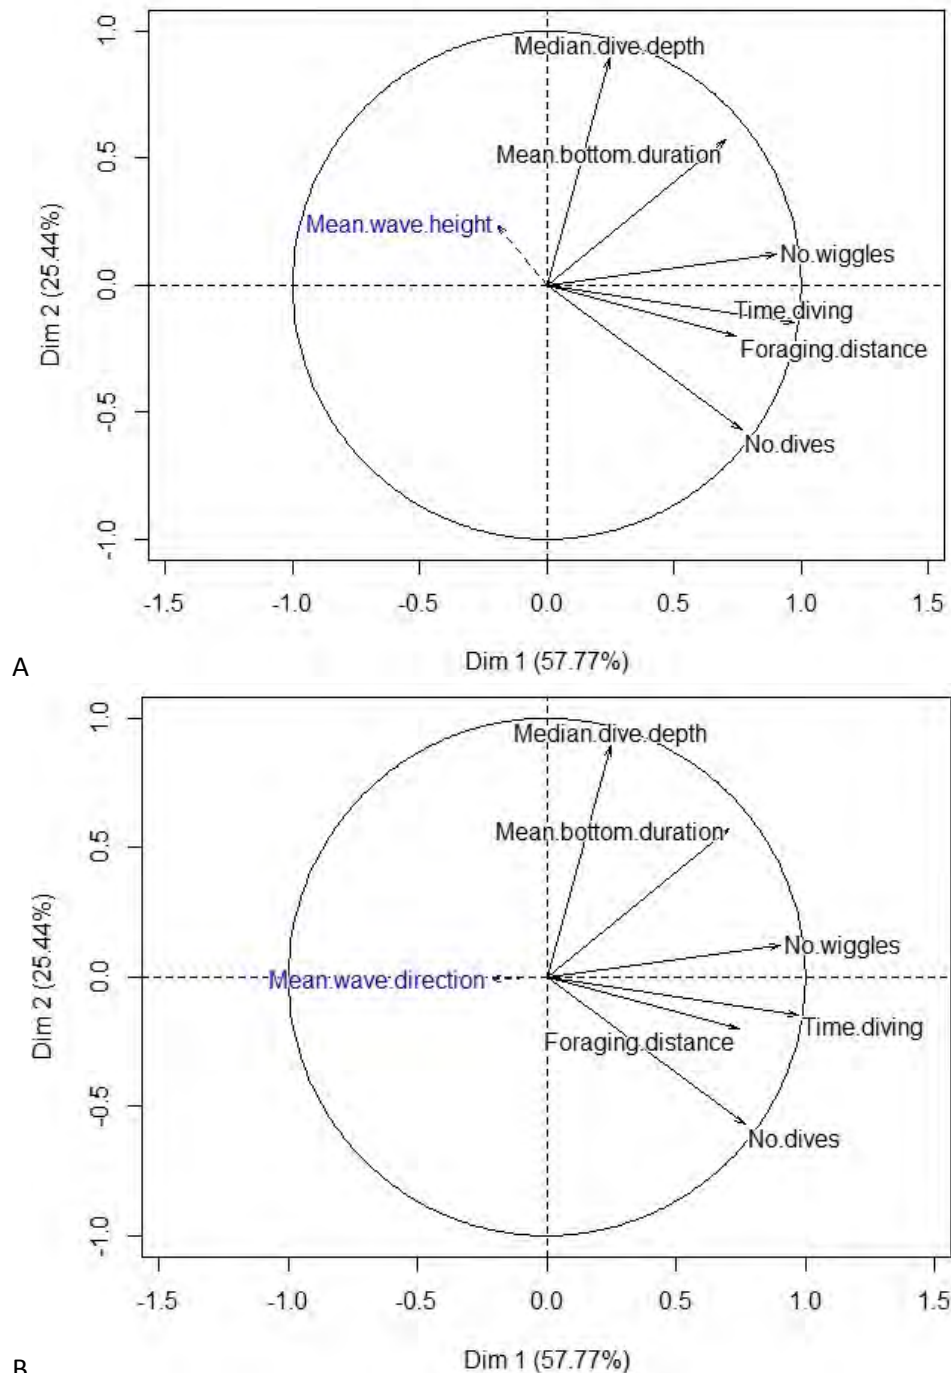 1.0
0.5
0.0
-0.5
-1.0
Dim 2 (25.44%)
Median.dive.depth
Mean.bottom.duration
Mean.wave.height
No.wiggles
Time.diving
Foraging.distance
No.dives
-1.5 -1.0 -0.5 0.0 0.5 1.0 1.5
Dim 1 (57.77%)
A
1.0
0.5
0.0
-0.5
-1.0
Dim 2 (25.44%)
Median.dive.depth
Mean.bottom.duration
No.wiggles
Mean.wave.direction
Time.diving
Foraging.distance
No.dives
-1.5 -1.0 -0.5 0.0 0.5 1.0 1.5
Dim 1 (57.77%)
B